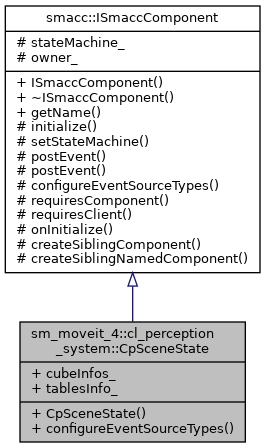 smacc::ISmaccComponent
# stateMachine_
# owner_
+ ISmaccComponent()
+ ~ISmaccComponent()
+ getName()
# initialize()
# setStateMachine()
# postEvent()
# postEvent()
# configureEventSourceTypes()
# requiresComponent()
# requiresClient()
# onInitialize()
# createSiblingComponent()
# createSiblingNamedComponent()
sm_moveit_4::cl_perception
_system::CpSceneState
+ cubeInfos_
+ tablesInfo_
+ CpSceneState()
+ configureEventSourceTypes()